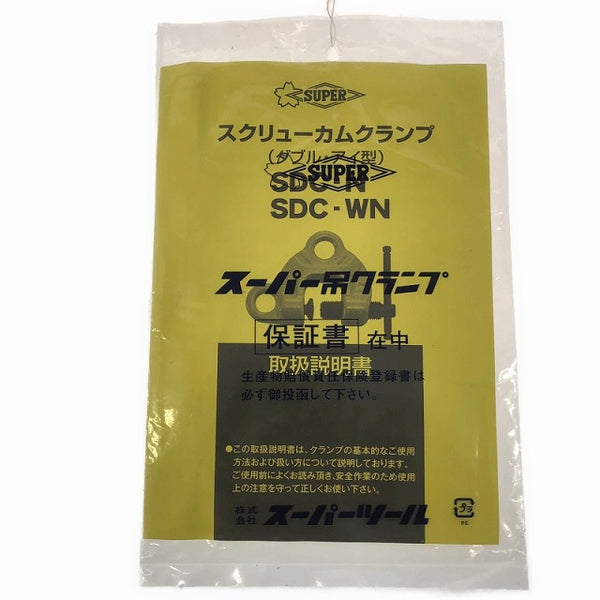 SUPER
スクリューカムクランプ
(ダブル・アイ型)
SUPER
SDC-N
SDC-WN
スーパー吊クランプ
保証書 在中
取扱説明書
生産物賠償責任保険登録書は
必ず御投函して下さい。
●この取扱説明書は、クランプの基本的なご使用
方法および扱い方について説明しております。
ご使用前によくお読み頂き、安全作業のため使用
上の注意を守って正しくお使い下さい。
株式会社 スーパーツール
プラ
PE